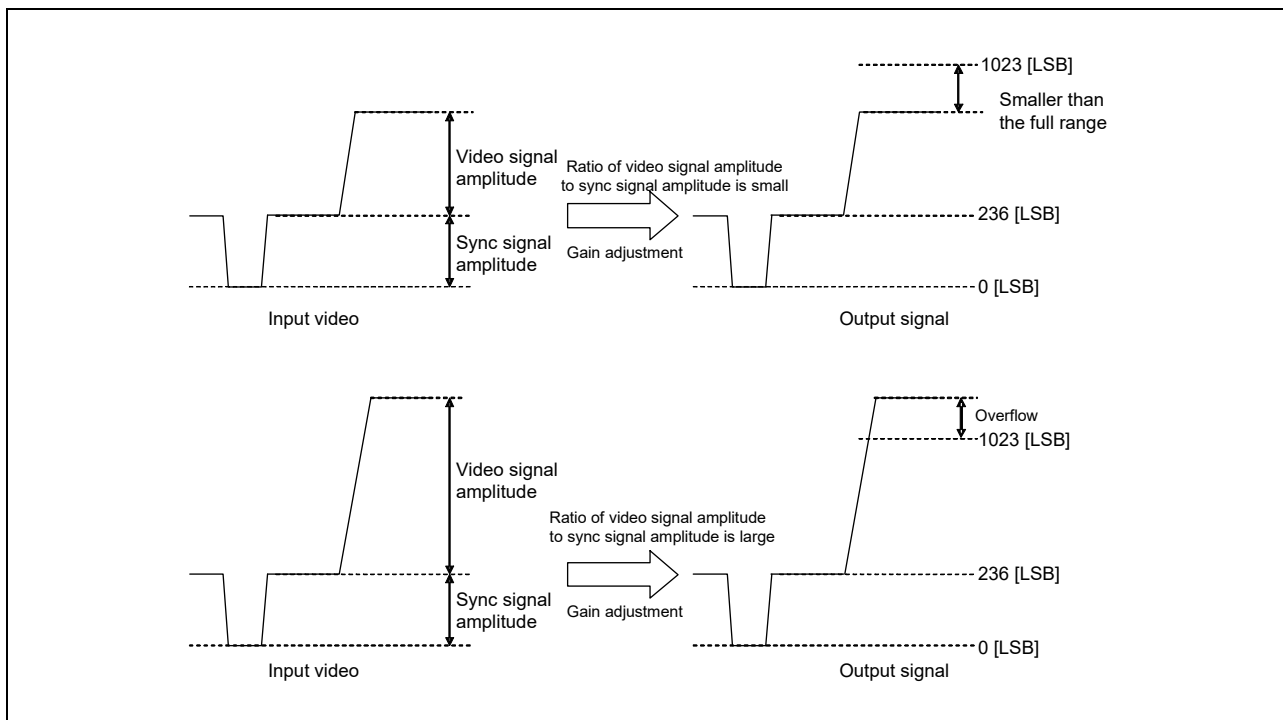 1023 [LSB]
Smaller than
the full range
Video signal
amplitude
Ratio of video signal amplitude
to sync signal amplitude is small
236 [LSB]
Sync signal
amplitude
Gain adjustment
0 [LSB]
Input video
Output signal
Overflow
1023 [LSB]
Video signal
amplitude
Ratio of video signal amplitude
to sync signal amplitude is large
236 [LSB]
Sync signal
amplitude
Gain adjustment
0 [LSB]
Input video
Output signal